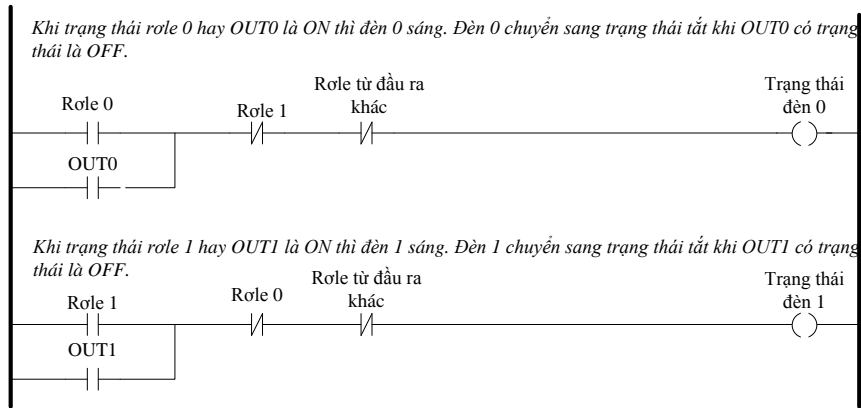 Khi trạng thái rơle 0 hay OUT0 là ON thì đèn 0 sáng. Đèn 0 chuyển sang trạng thái tắt khi OUT0 có trạng
thái là OFF.
Rơle từ đầu ra
khác
Trạng thái
đèn 0
Rơle 0
Rơle 1
OUT0
Khi trạng thái rơle 1 hay OUT1 là ON thì đèn 1 sáng. Đèn 1 chuyển sang trạng thái tắt khi OUT1 có trạng
thái là OFF.
Rơle từ đầu ra
khác
Trạng thái
đèn 1
Rơle 1
Rơle 0
OUT1